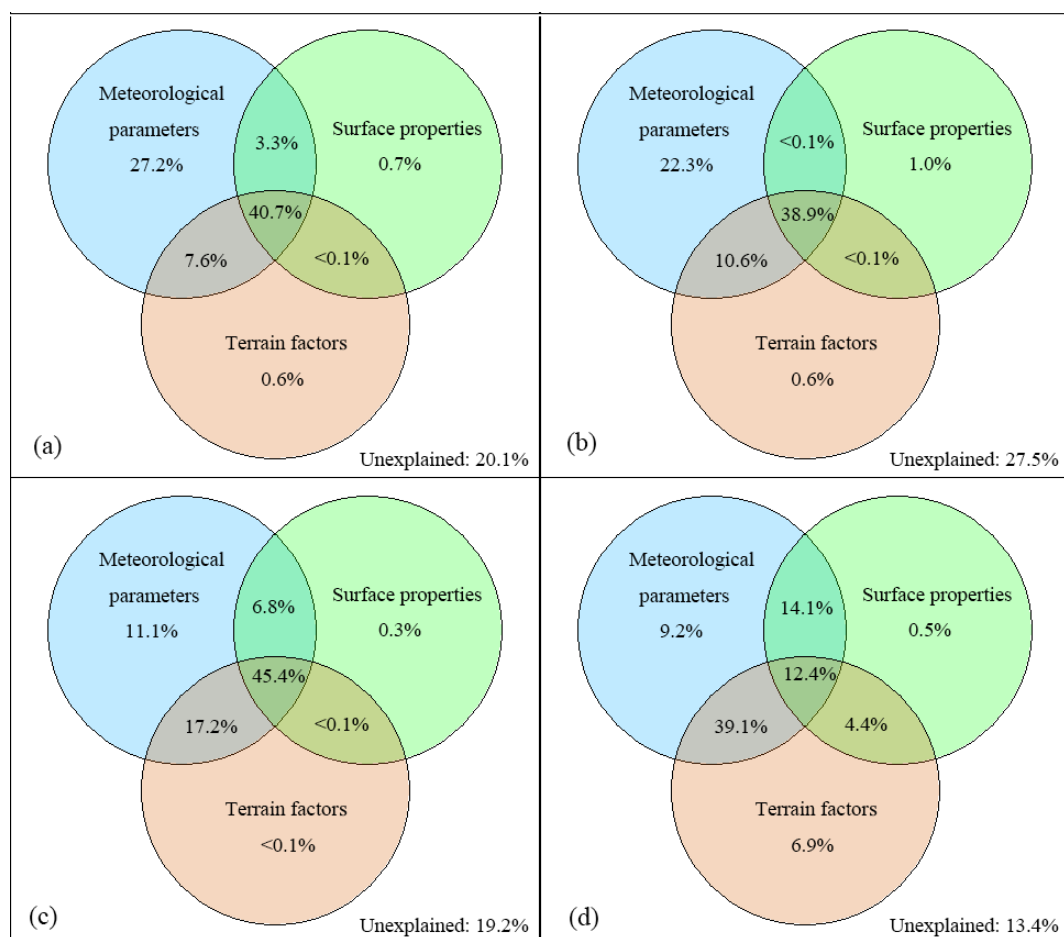 Meteorological
parameters
27.2%
3.3%
Surface properties
0.7%
40.7%
7.6%
<0.1%
Terrain factors
0.6%
(a)
Unexplained: 20.1%
Meteorological
parameters
22.3%
<0.1%
Surface properties
1.0%
38.9%
10.6%
<0.1%
Terrain factors
0.6%
(b)
Unexplained: 27.5%
Meteorological
parameters
11.1%
6.8%
Surface properties
0.3%
45.4%
17.2%
<0.1%
Terrain factors
<0.1%
(c)
Unexplained: 19.2%
Meteorological
parameters
9.2%
14.1%
Surface properties
0.5%
12.4%
39.1%
4.4%
Terrain factors
6.9%
(d)
Unexplained: 13.4%